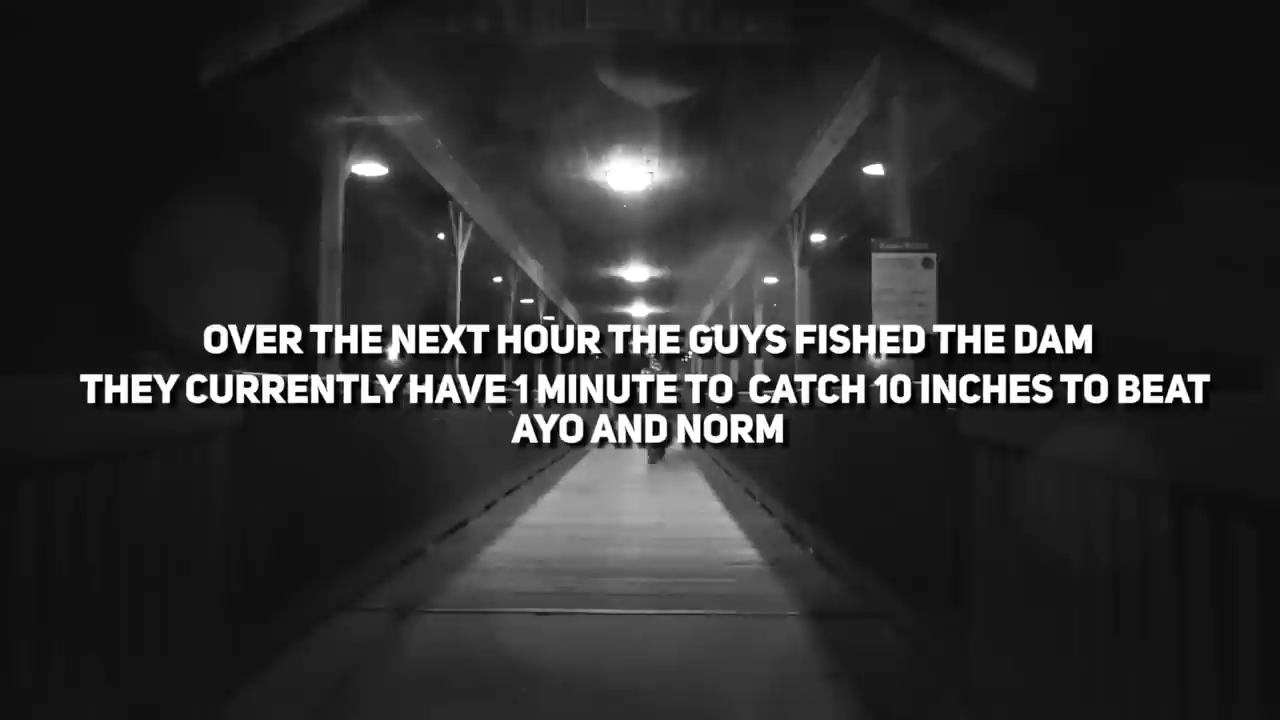 OVER THE NEXT HOUR THE GUYS FISHED THE DAM
THEY CURRENTLY HAVE 1 MINUTE TO CATCH 10 INCHES TO BEAT
AYO AND NORM